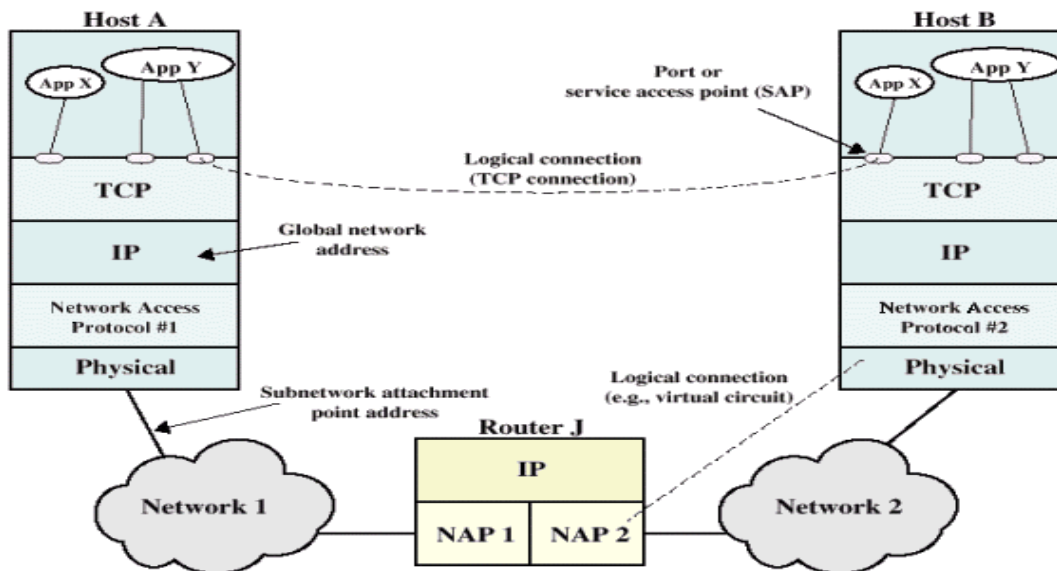 Host A
Host B
App X
App Y
Port or
service access point (SAP)
App X
App Y
Logical connection
(TCP connection)
TCP
TCP
Global network
address
IP
IP
Network Access
Protocol #1
Network Access
Protocol #2
Physical
Physical
Subnetwork attachment
point address
Logical connection
(e.g., virtual circuit)
Router J
IP
Network 1
NAP 1
NAP 2
Network 2